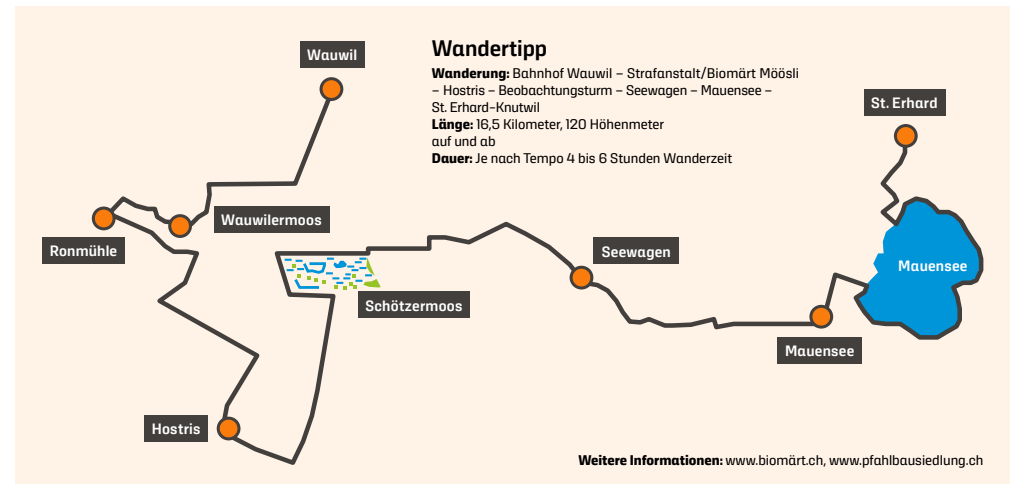 Wandertipp
Wanderung: Bahnhof Wauwil – Strafanstalt/Biomärt Möösli
– Hostris – Beobachtungsturm – Seewagen – Mauensee –
St. Erhard-Knutwil
Länge: 16,5 Kilometer, 120 Höhenmeter
auf und ab
Dauer: Je nach Tempo 4 bis 6 Stunden Wanderzeit
Wauwil
St. Erhard
Wauwilermoos
Ronmühle
Seewagen
Mauensee
Schötzermoos
Mauensee
Hostris
Weitere Informationen: www.biomärt.ch, www.pfahlbausiedlung.ch